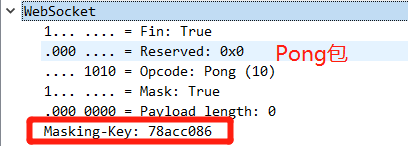 WebSocket
1... .... = Fin: True
.000 .... = Reserved: 0x0
Pong包
.... 1010 = Opcode: Pong (10)
1... .... = Mask: True
.000 0000 = Payload length: 0
Masking-Key: 78acc086